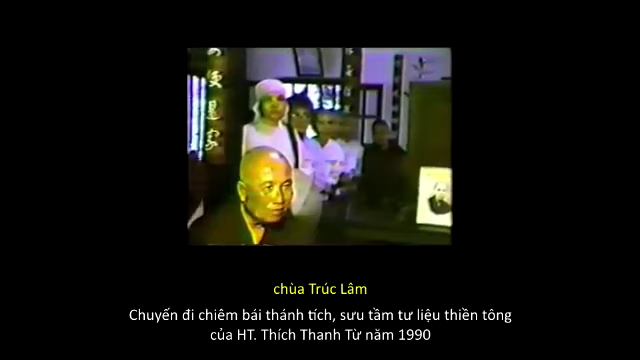 chùa Trúc Lâm
Chuyến đi chiêm bái thánh tích, sưu tầm tư liệu thiền tông
của HT. Thích Thanh Từ năm 1990